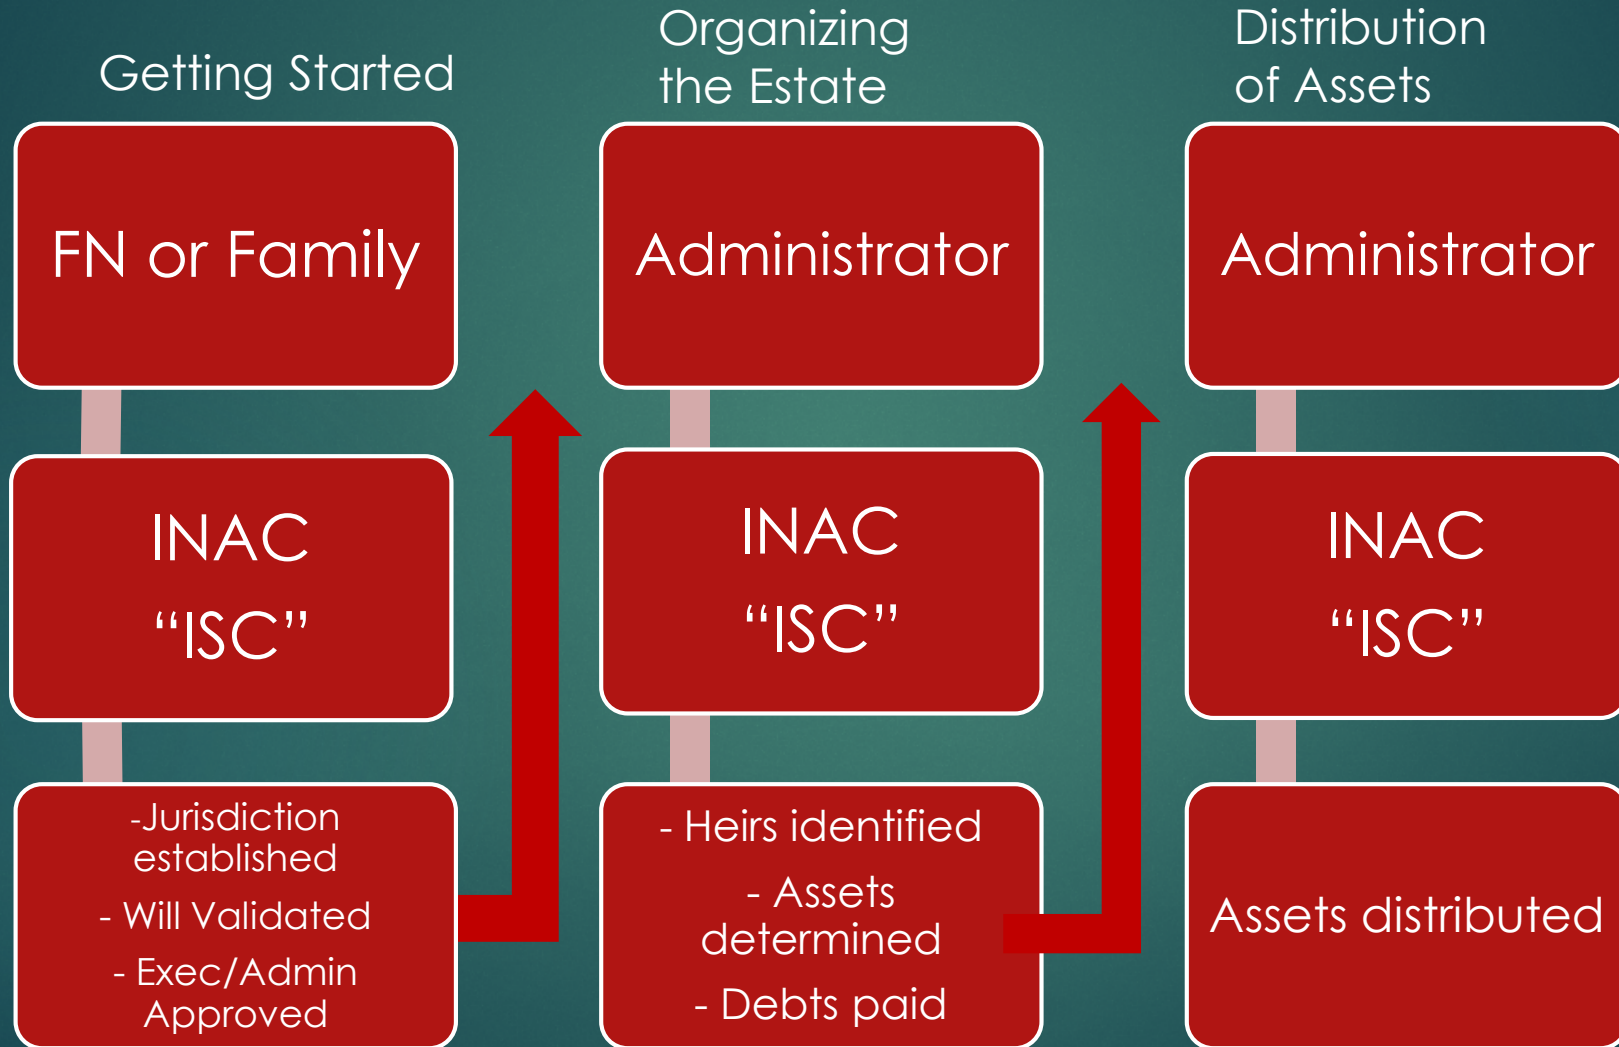 Getting Started
FN or Family
INAC
“ISC”
-Jurisdiction
established
- Will Validated
- Exec/Admin
Approved
Organizing
the Estate
Administrator
INAC
“ISC”
- Heirs identified
- Assets
determined
- Debts paid
Distribution
of Assets
Administrator
INAC
“ISC”
Assets distributed